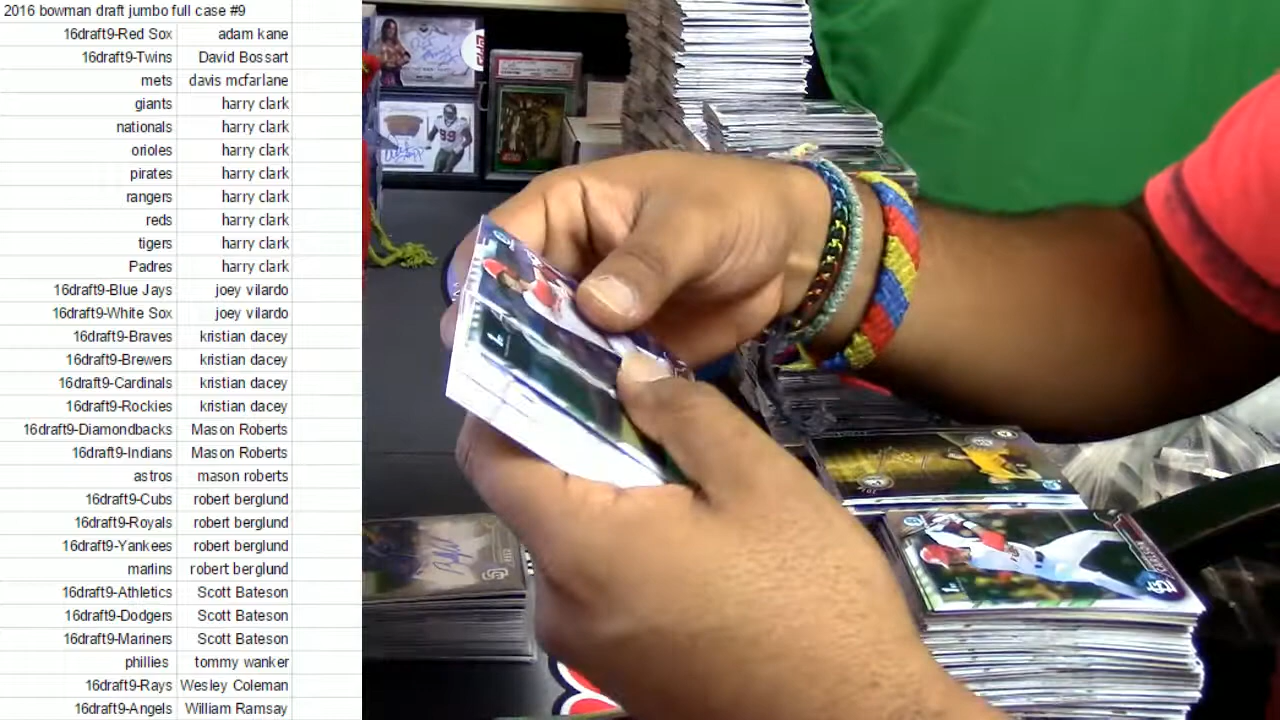 2016 bowman draft jumbo full case #9
16draft9-Red Sox adam kane
16draft9-Twins David Bossart
mets davis mcfarlane
giants harry clark
nationals harry clark
orioles harry clark
pirates harry clark
rangers harry clark
reds harry clark
tigers harry clark
Padres harry clark
16draft9-Blue Jays joey vilardo
16draft9-White Sox joey vilardo
16draft9-Braves kristian dacey
16draft9-Brewers kristian dacey
16draft9-Cardinals kristian dacey
16draft9-Rockies kristian dacey
16draft9-Diamondbacks Mason Roberts
16draft9-Indians Mason Roberts
astros mason roberts
16draft9-Cubs robert berglund
16draft9-Royals robert berglund
16draft9-Yankees robert berglund
marlins robert berglund
16draft9-Athletics Scott Bateson
16draft9-Dodgers Scott Bateson
16draft9-Mariners Scott Bateson
phillies tommy wanker
16draft9-Rays Wesley Coleman
16draft9-Angels William Ramsay
99